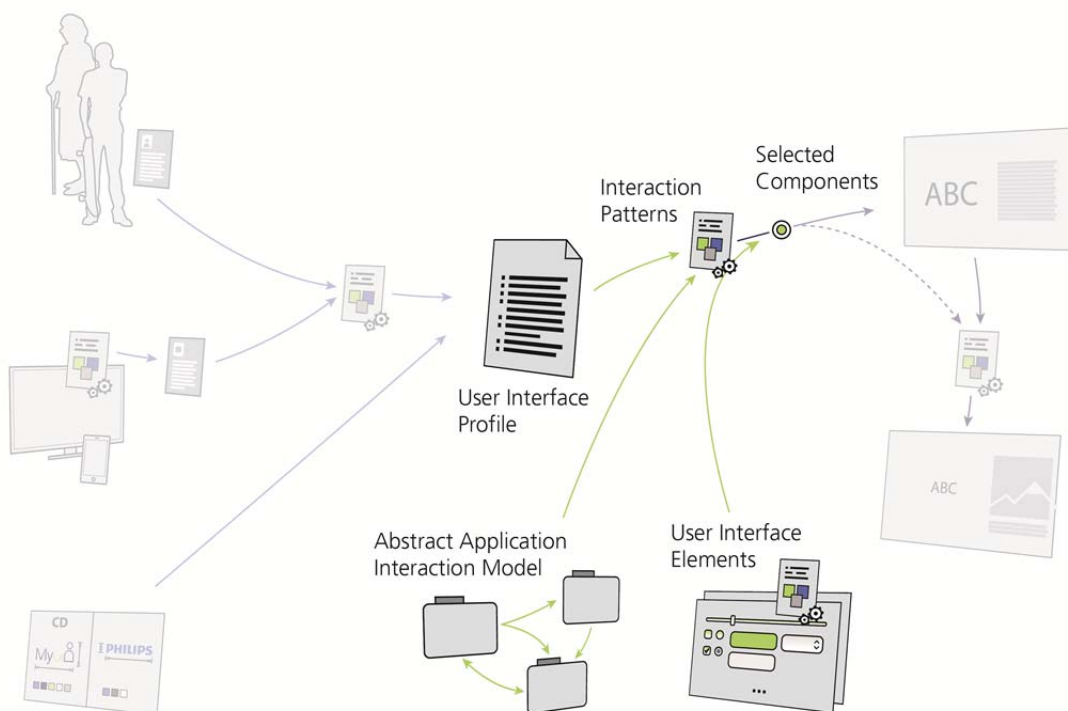 Selected
Components
Interaction
Patterns
ABC
User Interface
Profile
ABC
Abstract Application
Interaction Model
User Interface
Elements
CD
My
PHILIPS